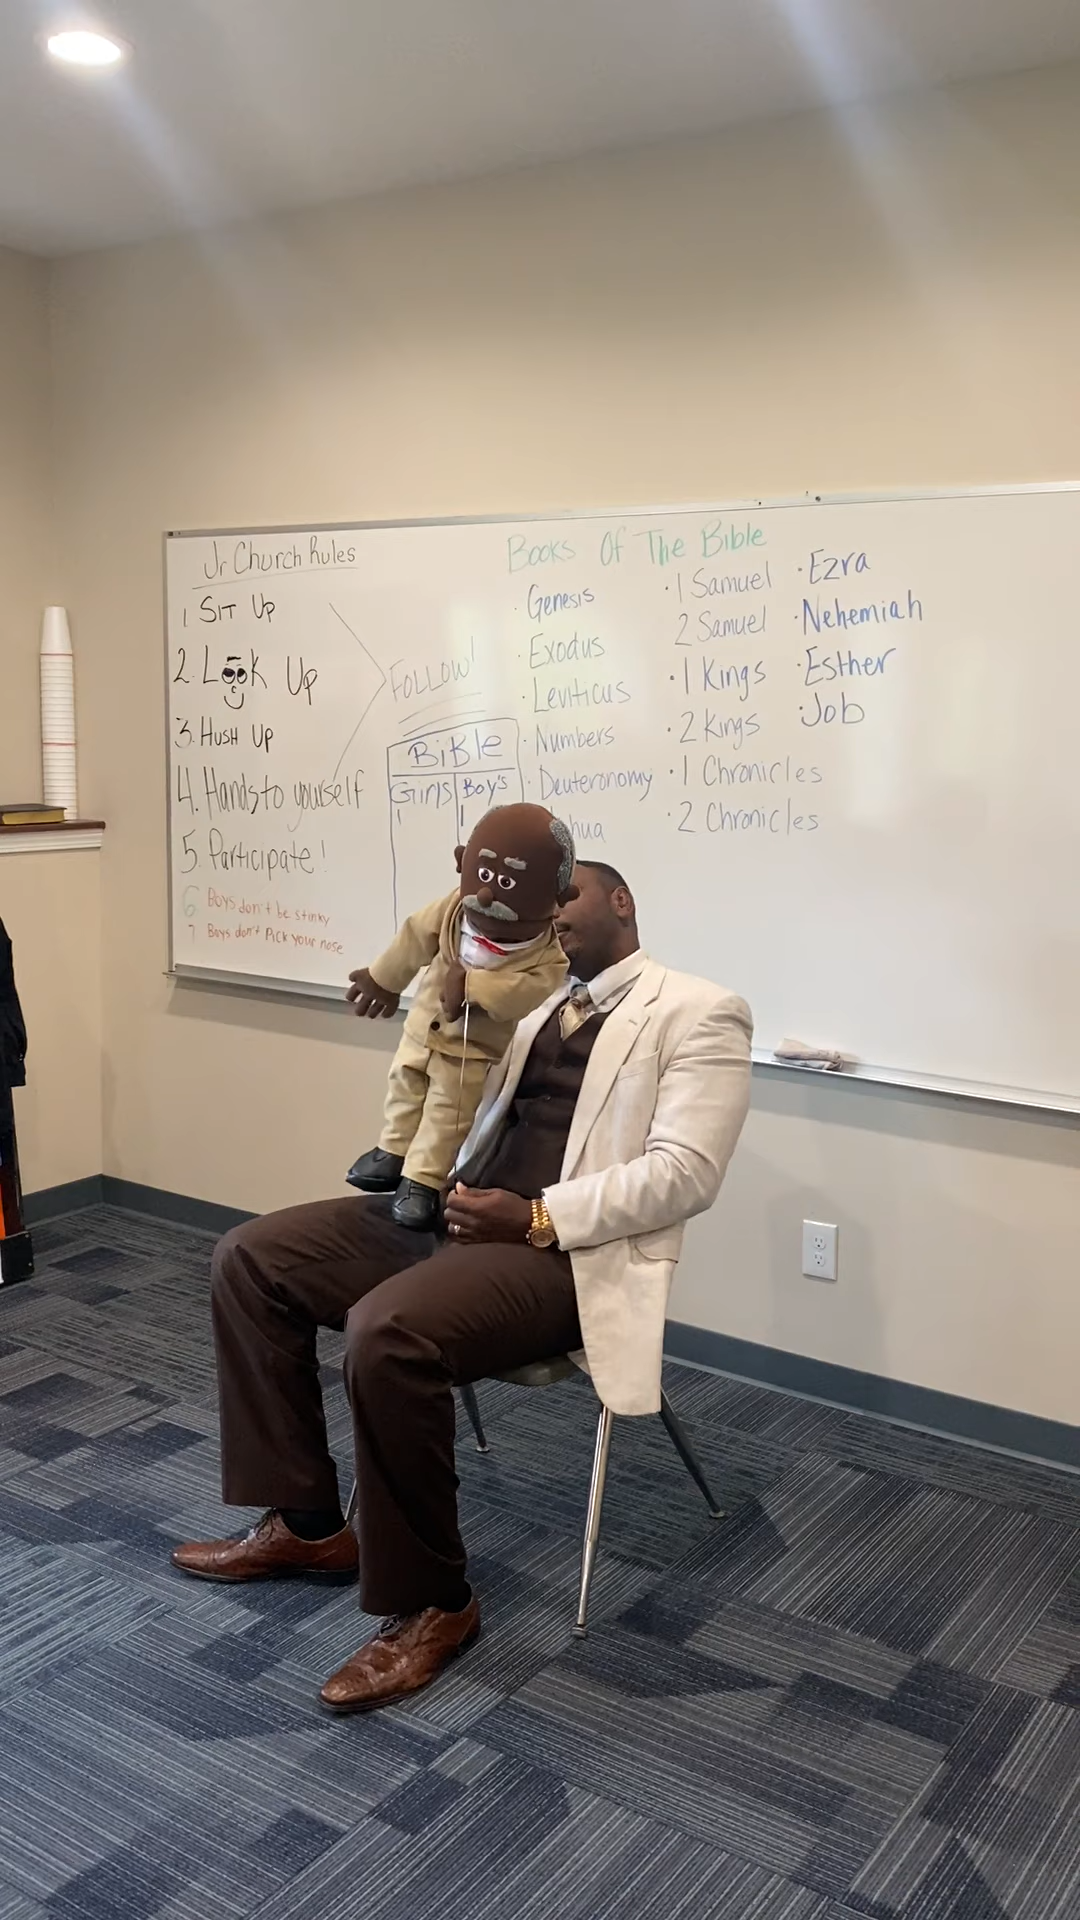 Jr Church Rules
1 SIT UP
2. Look UP
3. HUSH UP
4. Hands to yourself
5. Participate!
6 Boys don't be stinky
7 Boys don't Pick your nose
FOLLOW!
BiBle
Girls Boy's
Books Of The Bible
· Genesis
· Exodus
· Leviticus
· Numbers
· Deuteronomy
hua
· 1 Samuel
2 Samuel
· 1 Kings
· 2 Kings
· 1 Chronicles
· 2 Chronicles
· Ezra
· Nehemiah
· Esther
· Job